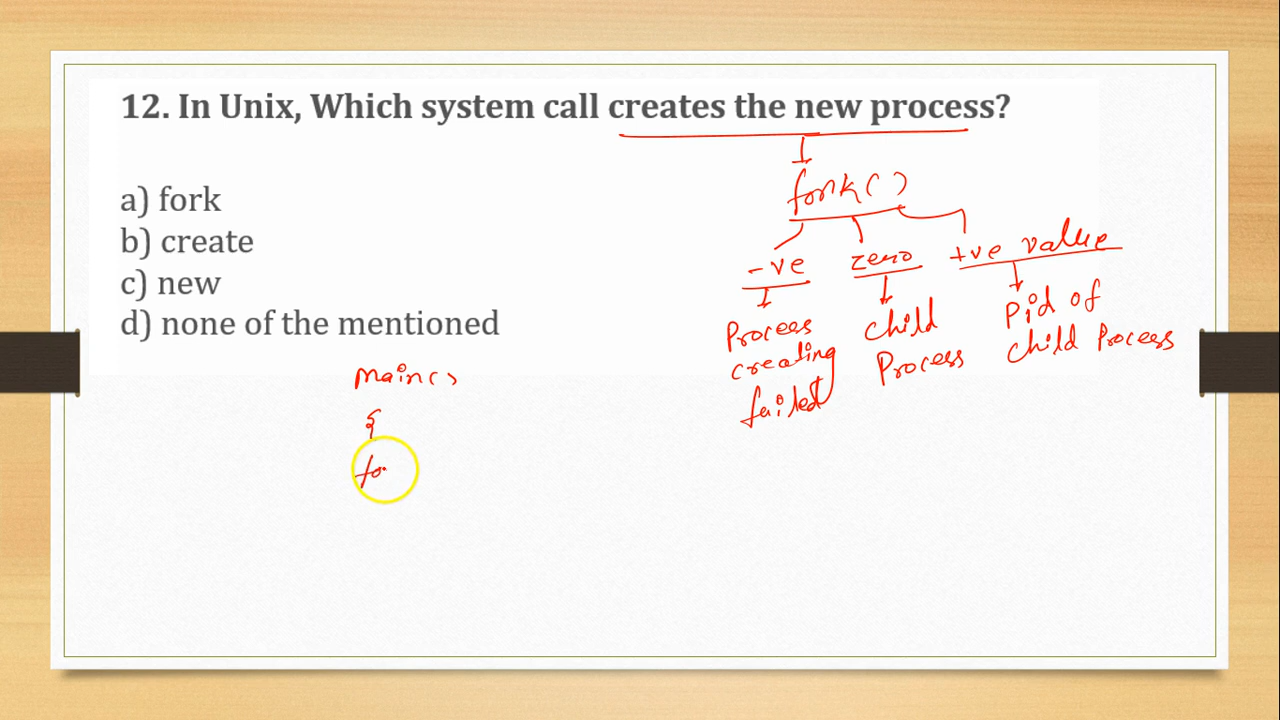 12. In Unix, Which system call creates the new process?
a) fork
b) create
c) new
d) none of the mentioned
fork()
-ve zero +ve value
Process
creating
failed
child
Process
Pid of
child Process
main()
{
fo